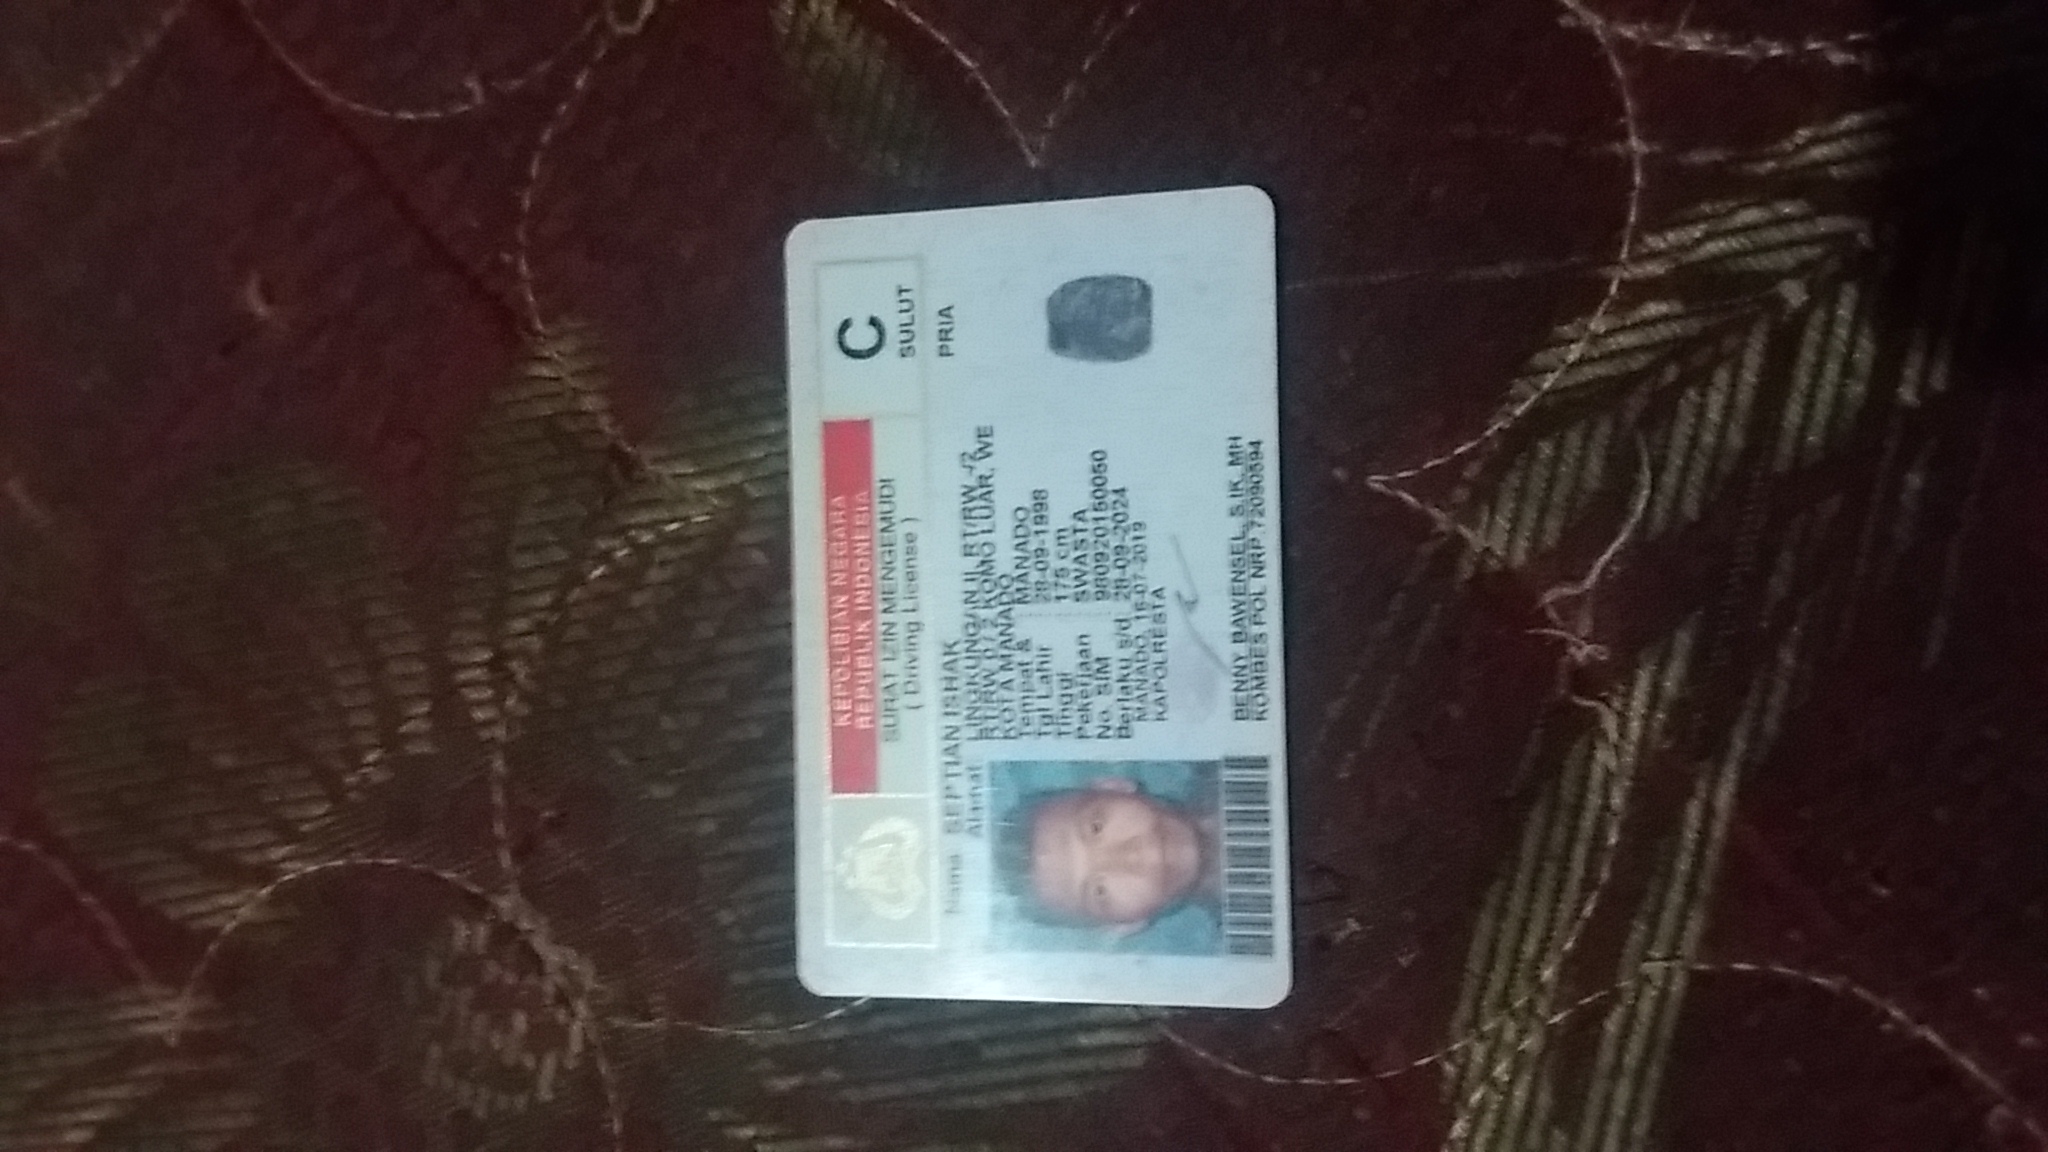 KEPOLISIAN NEGARA
REPUBLIK INDONESIA
SURAT IZIN MENGEMUDI
( Driving License )
C
SULUT
Nama SEPTIAN ISHAK
PRIA
Alamat LINGKUNGAN II, RT/RW -/2
RT/RW 0 / 2 KOMO LUAR, WE
KOTA MANADO
Tempat & : MANADO
Tgl Lahir 28-09-1998
Tinggi : 175 cm
Pekerjaan SWASTA
No. SIM : 980920150050
Berlaku s/d 28-09-2024
MANADO, 16-07-2019
KAPOLRESTA
BENNY BAWENSEL, S.IK, MH
KOMBES POL NRP.72090594